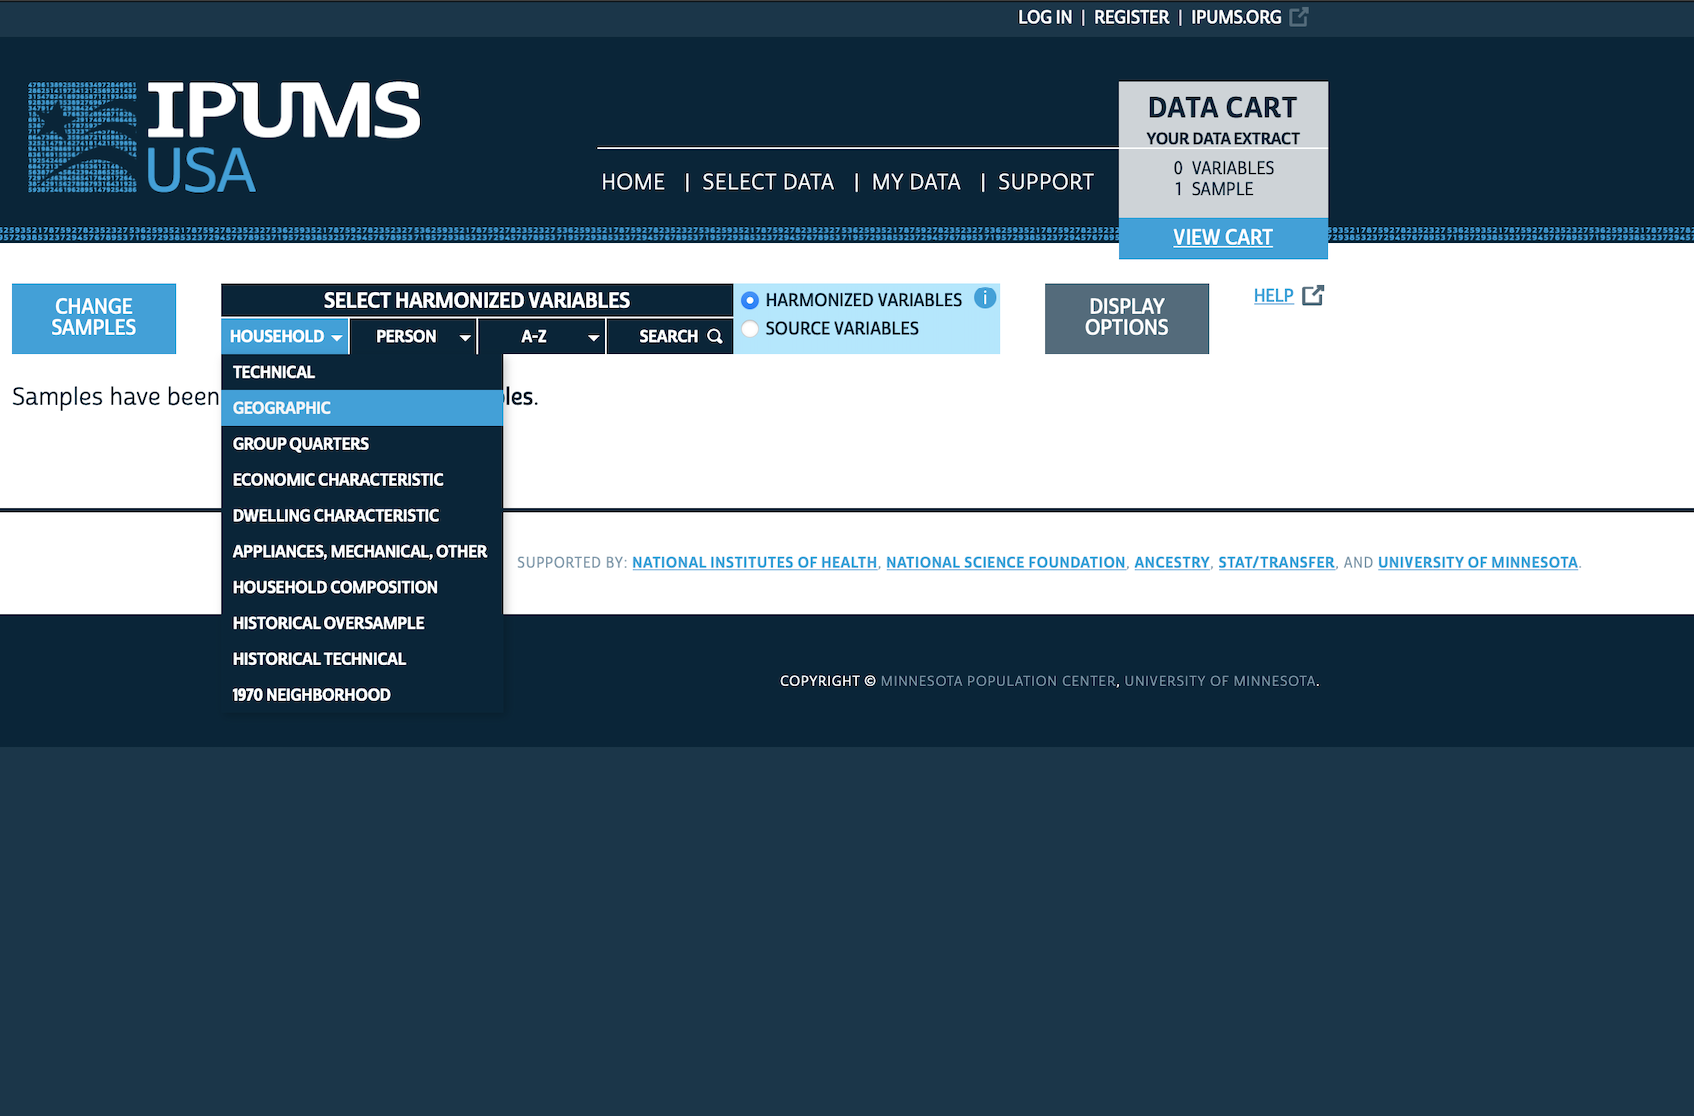 LOG IN | REGISTER | IPUMS.ORG
IPUMS
USA
DATA CART
YOUR DATA EXTRACT
0 VARIABLES
1 SAMPLE
VIEW CART
HOME | SELECT DATA | MY DATA | SUPPORT
CHANGE
SAMPLES
SELECT HARMONIZED VARIABLES
HOUSEHOLD PERSON A-Z SEARCH
HARMONIZED VARIABLES i
SOURCE VARIABLES
DISPLAY
OPTIONS
HELP
TECHNICAL
Samples have been
GEOGRAPHIC
GROUP QUARTERS
ECONOMIC CHARACTERISTIC
DWELLING CHARACTERISTIC
APPLIANCES, MECHANICAL, OTHER
HOUSEHOLD COMPOSITION
HISTORICAL OVERSAMPLE
HISTORICAL TECHNICAL
1970 NEIGHBORHOOD
SUPPORTED BY: NATIONAL INSTITUTES OF HEALTH, NATIONAL SCIENCE FOUNDATION, ANCESTRY, STAT/TRANSFER, AND UNIVERSITY OF MINNESOTA.
COPYRIGHT © MINNESOTA POPULATION CENTER, UNIVERSITY OF MINNESOTA.